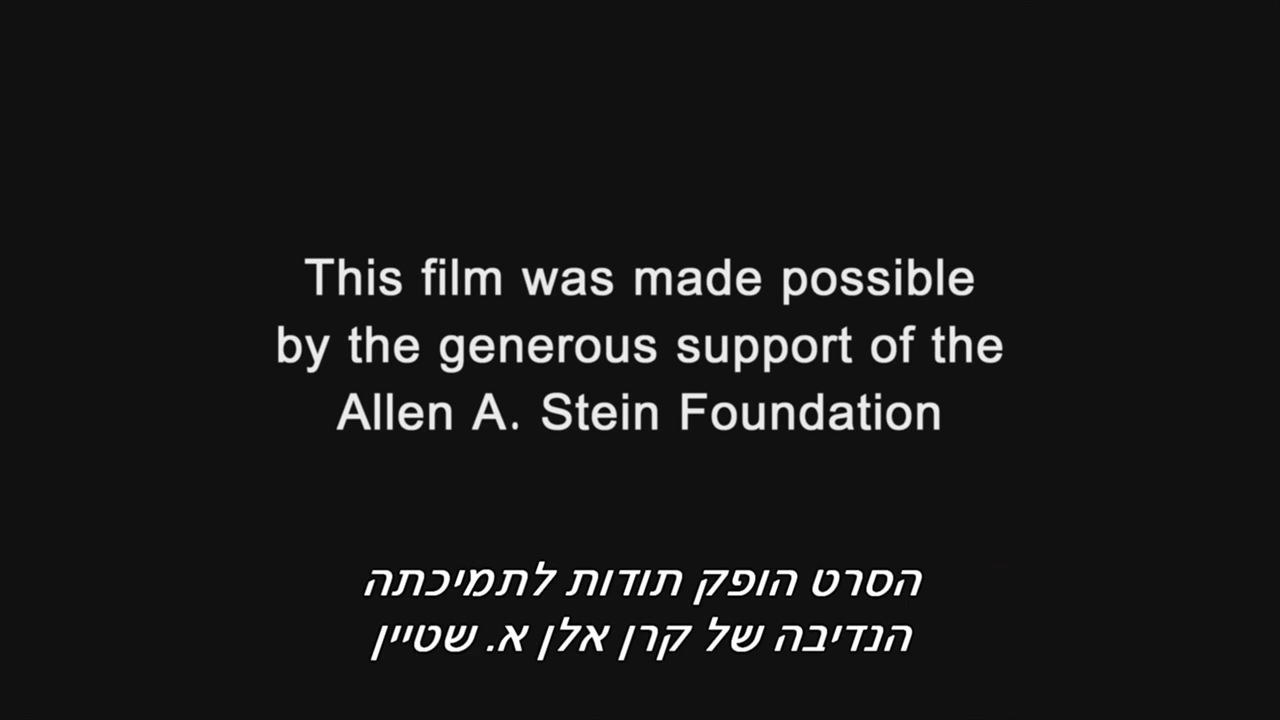 This film was made possible
by the generous support of the
Allen A. Stein Foundation
הסרט הופק תודות לתמיכתה
הנדיבה של קרן אלן א. שטיין